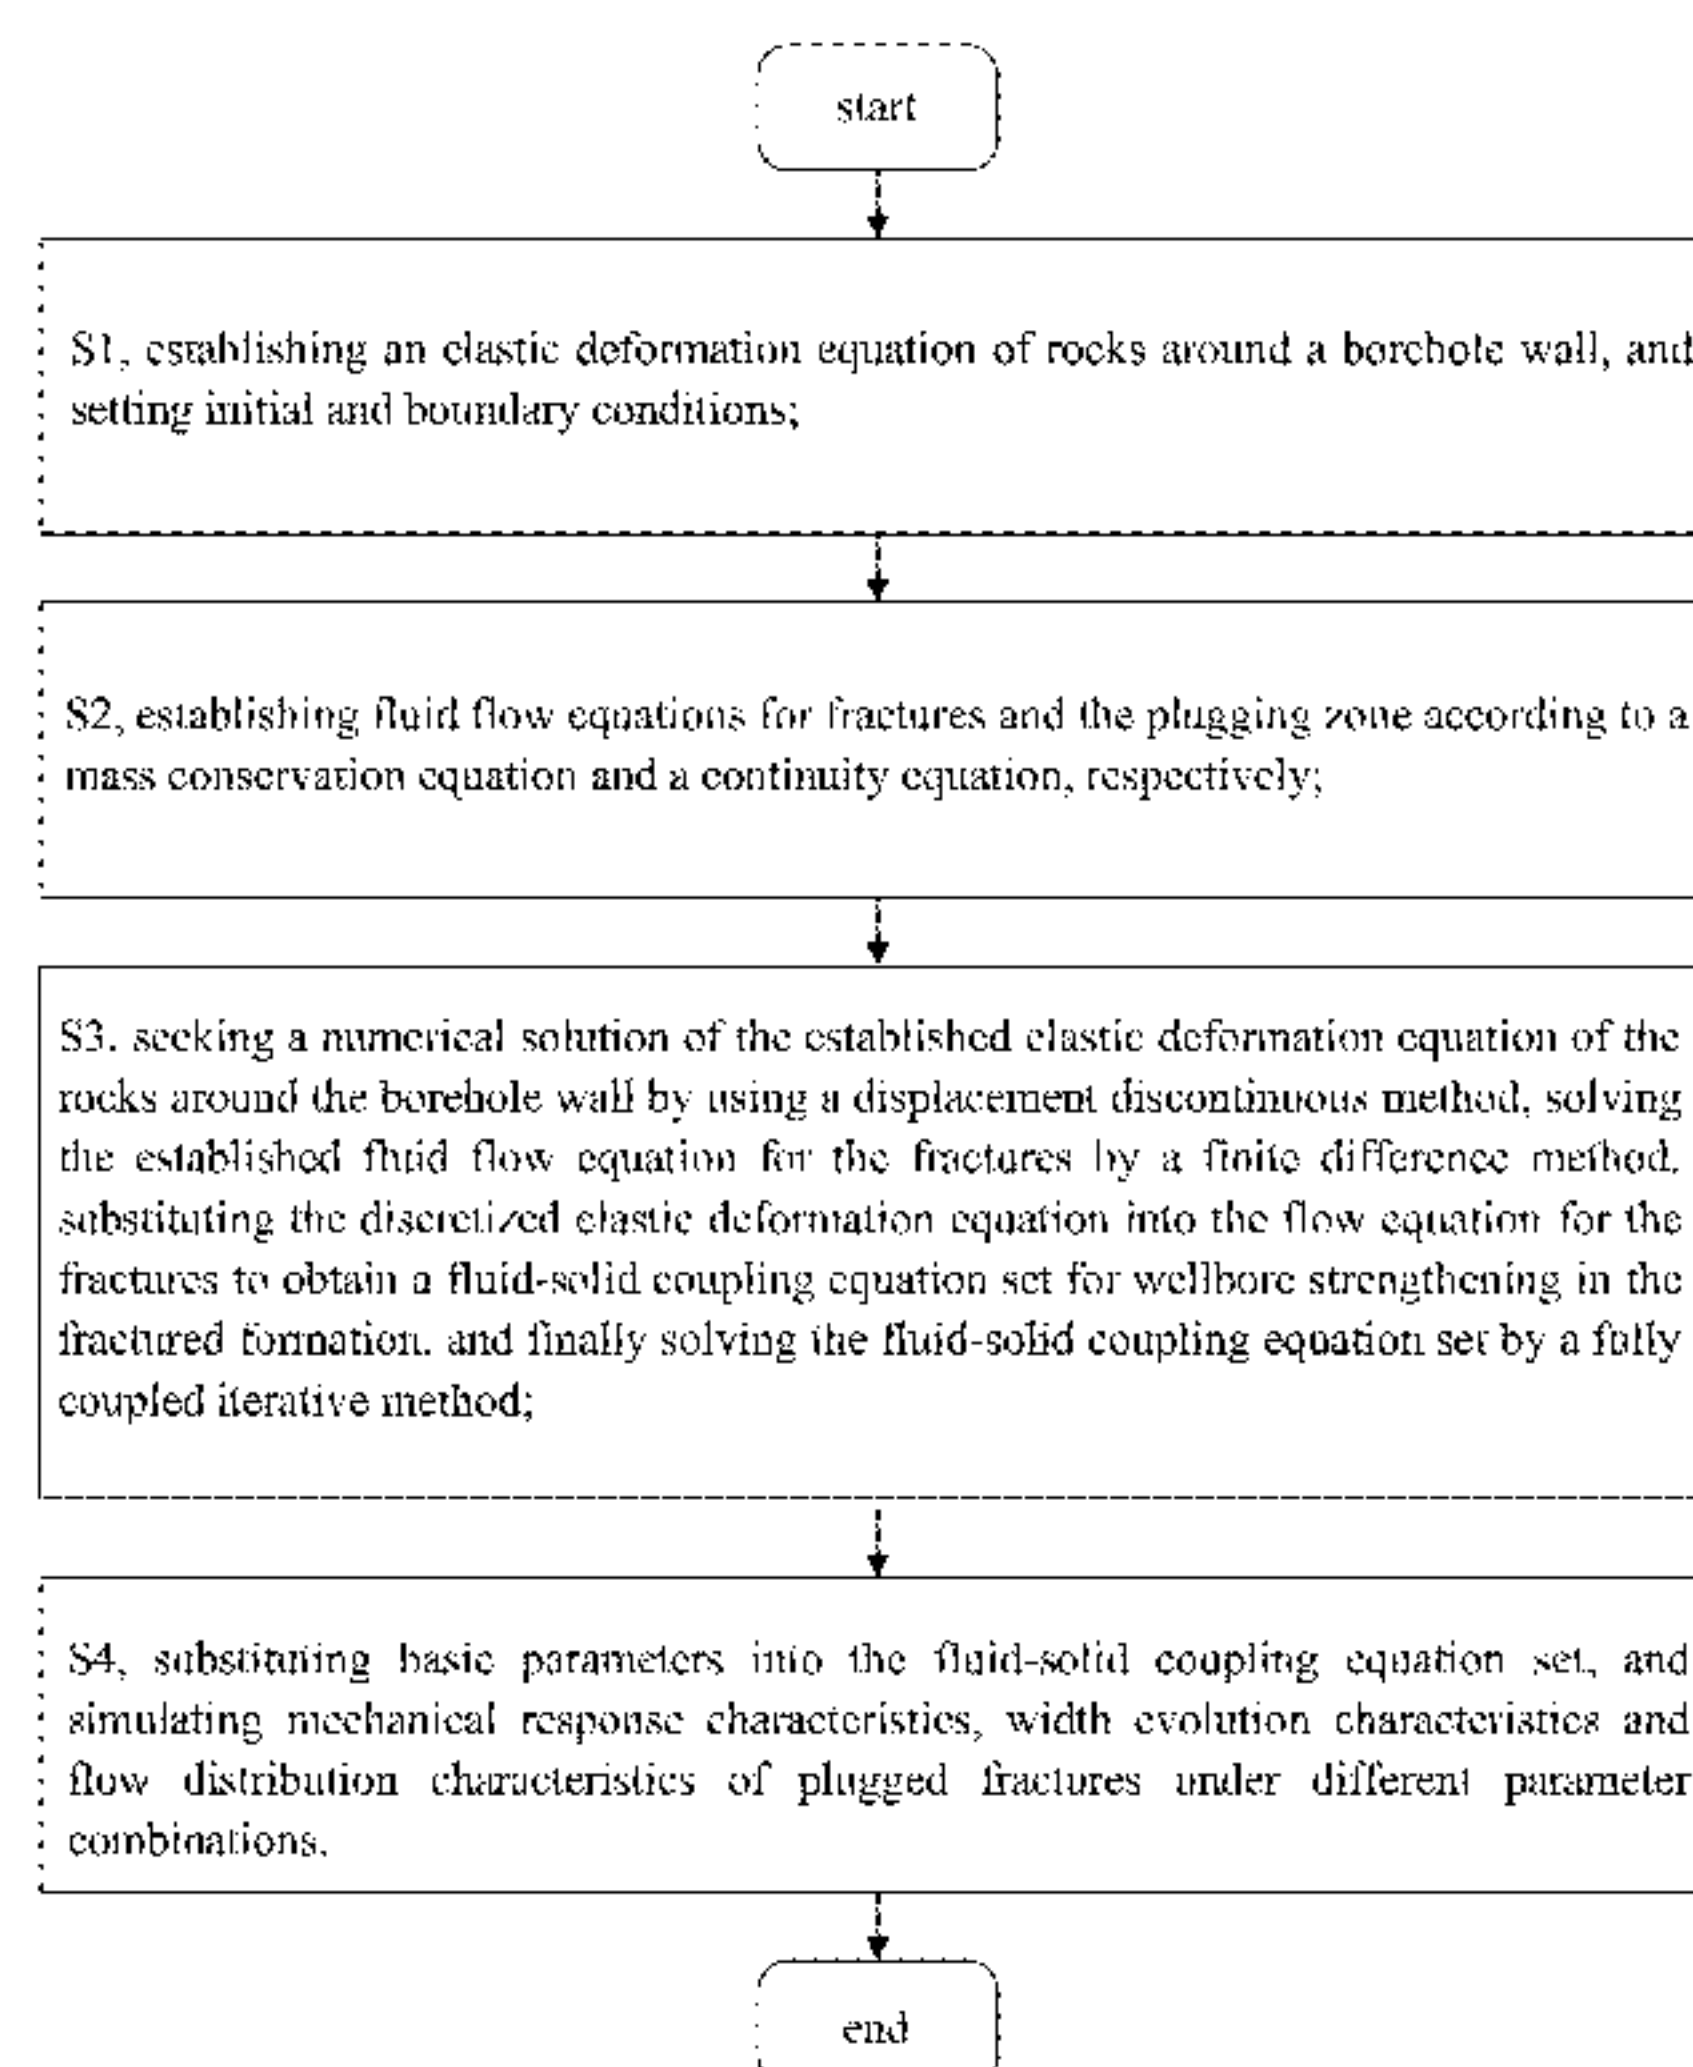 start
S1, establishing an elastic deformation equation of rocks around a borehole wall, and
setting initial and boundary conditions;
S2, establishing fluid flow equations for fractures and the plugging zone according to a
mass conservation equation and a continuity equation, respectively;
S3. seeking a numerical solution of the established elastic deformation equation of the
rocks around the borehole wall by using a displacement discontinuous method, solving
the established fluid flow equation for the fractures by a finite difference method,
substituting the discretized elastic deformation equation into the flow equation for the
fractures to obtain a fluid-solid coupling equation set for wellbore strengthening in the
fractured formation, and finally solving the fluid-solid coupling equation set by a fully
coupled iterative method;
S4, substituting basic parameters into the fluid-solid coupling equation set, and
simulating mechanical response characteristics, width evolution characteristics and
flow distribution characteristics of plugged fractures under different parameter
combinations.
end